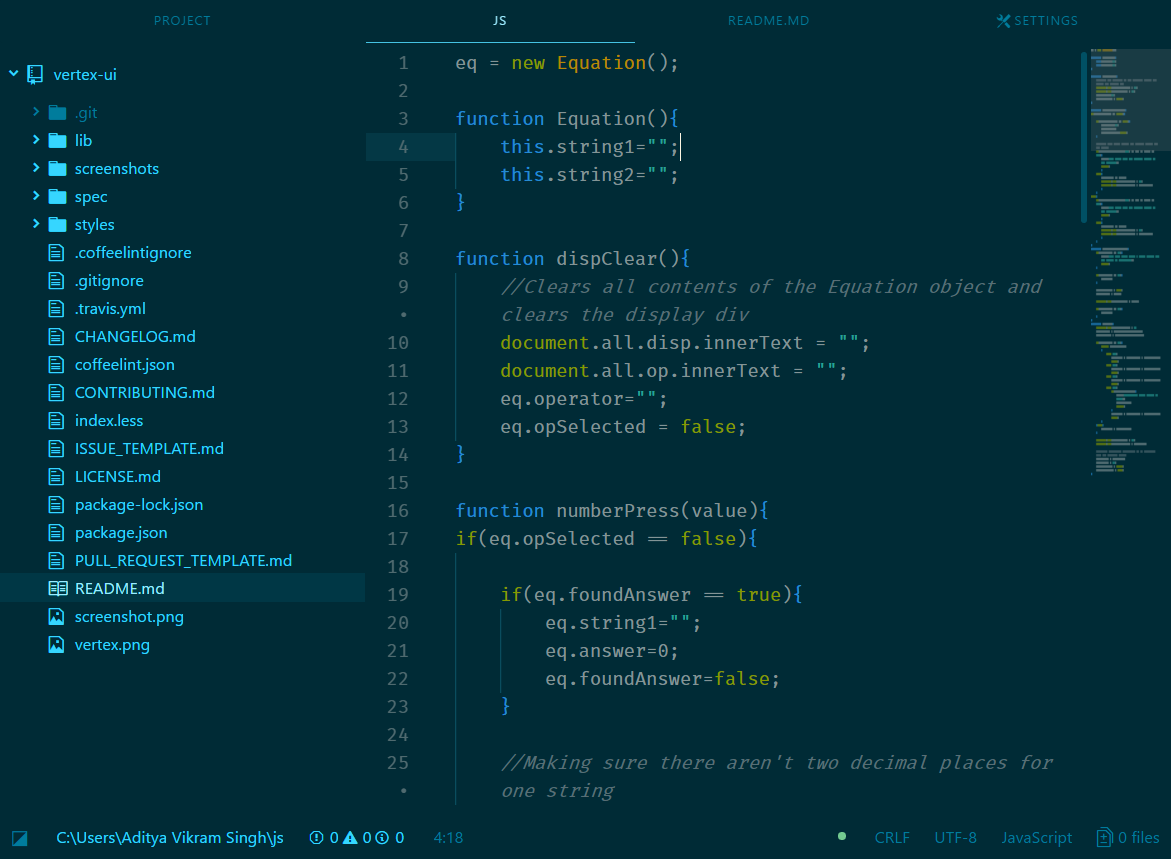 PROJECT
JS
README.MD
SETTINGS
vertex-ui
.git
lib
screenshots
spec
styles
.coffeelintignore
.gitignore
.travis.yml
CHANGELOG.md
coffeelint.json
CONTRIBUTING.md
index.less
ISSUE_TEMPLATE.md
LICENSE.md
package-lock.json
package.json
PULL_REQUEST_TEMPLATE.md
README.md
screenshot.png
vertex.png
1 eq = new Equation();
2
3 function Equation(){
4     this.string1="";
5     this.string2="";
6 }
7
8 function dispClear(){
9     //Clears all contents of the Equation object and
•     clears the display div
10     document.all.disp.innerText = "";
11     document.all.op.innerText = "";
12     eq.operator="";
13     eq.opSelected = false;
14 }
15
16 function numberPress(value){
17 if(eq.opSelected == false){
18
19     if(eq.foundAnswer == true){
20         eq.string1="";
21         eq.answer=0;
22         eq.foundAnswer=false;
23     }
24
25     //Making sure there aren't two decimal places for
•     one string
C:\Users\Aditya Vikram Singh\js 0 0 0 4:18 CRLF UTF-8 JavaScript 0 files